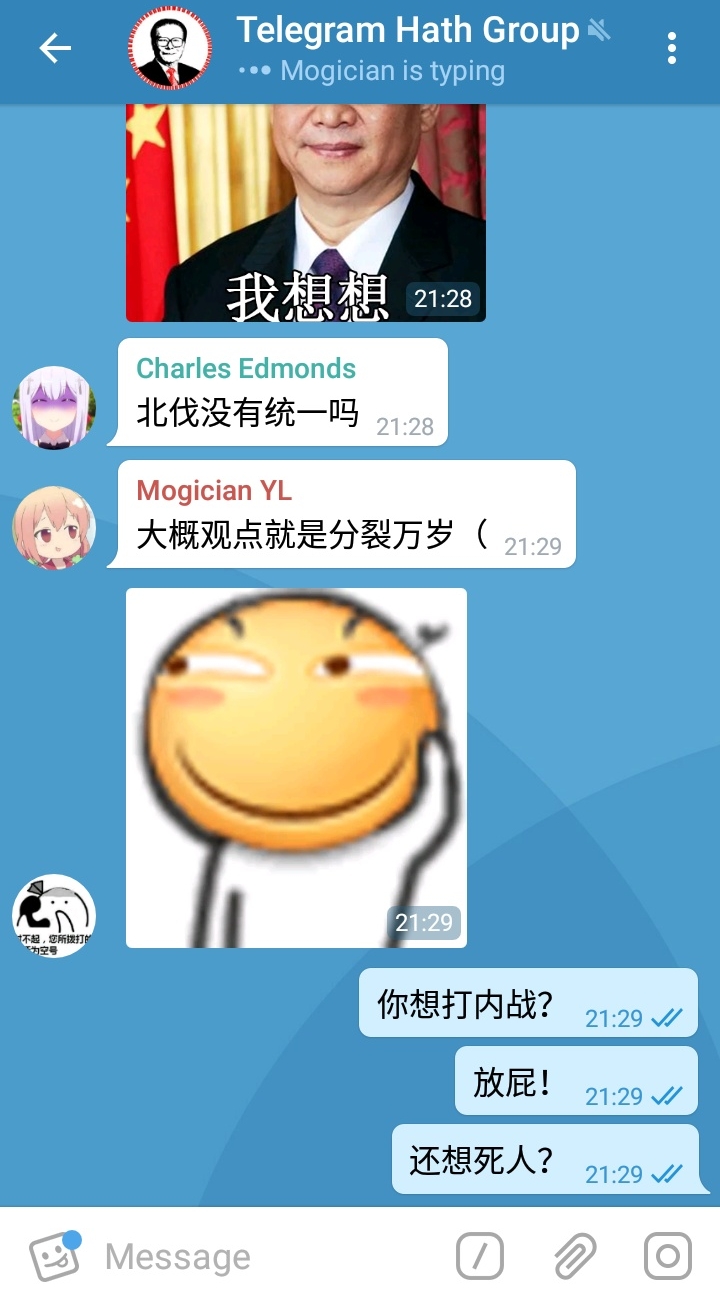 Telegram Hath Group
Mogician is typing
我想想
21:28
Charles Edmonds
北伐没有统一吗 21:28
Mogician YL
大概观点就是分裂万岁（ 21:29
21:29
不起，您所拨打的
为空号
你想打内战？ 21:29
放屁！ 21:29
还想死人？ 21:29
Message